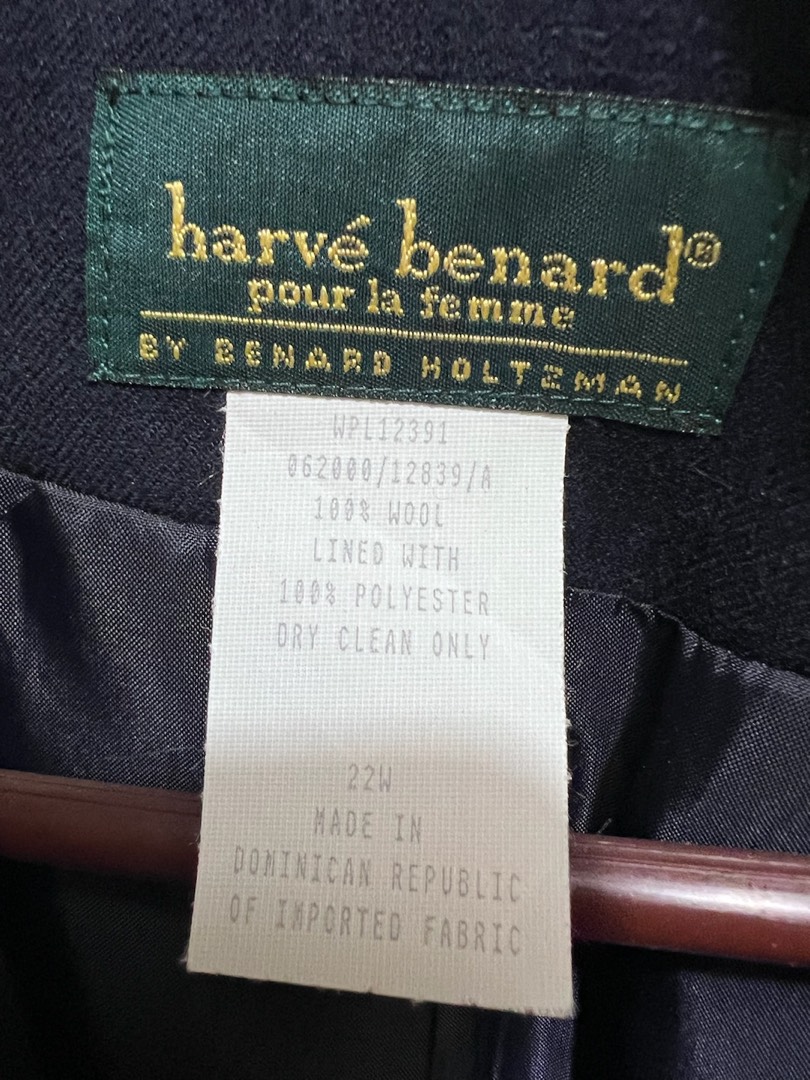 harvé benard®
pour la femme
BY BENARD HOLTZMAN
WPL12391
062000/12839/A
100% WOOL
LINED WITH
100% POLYESTER
DRY CLEAN ONLY
22W
MADE IN
DOMINICAN REPUBLIC
OF IMPORTED FABRIC